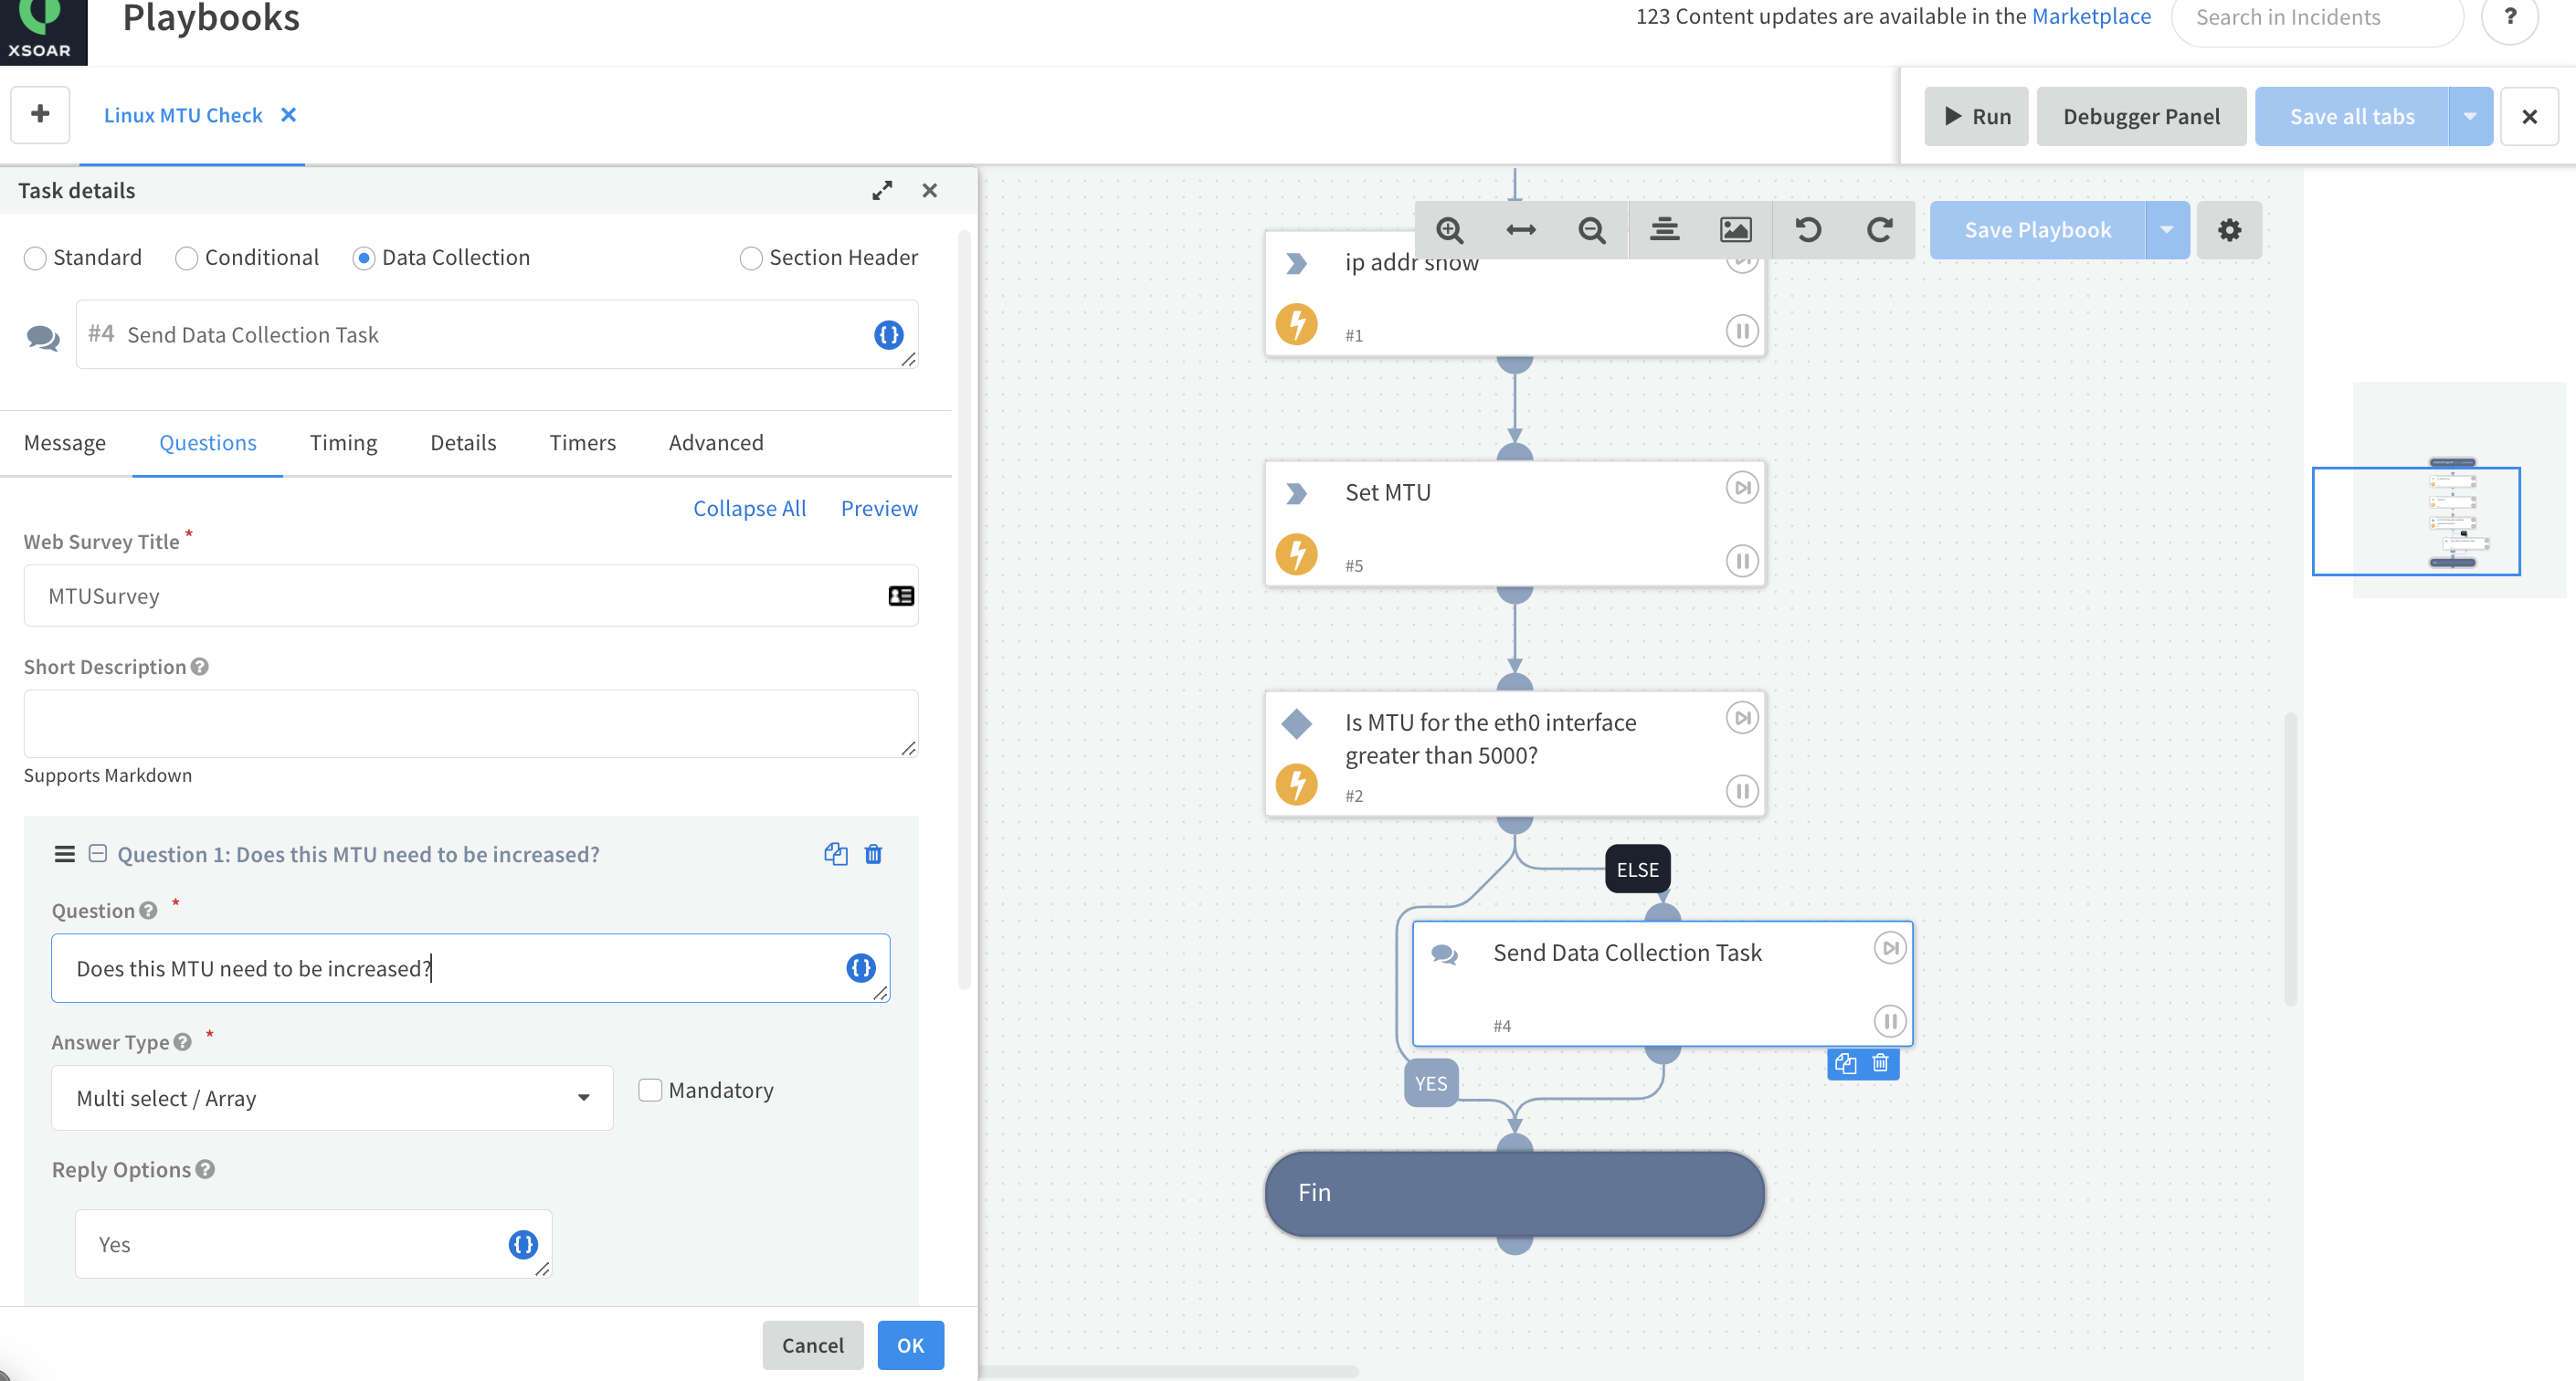 XSOAR
Playbooks
123 Content updates are available in the Marketplace
Search in Incidents
?
+
Linux MTU Check
Run
Debugger Panel
Save all tabs
Task details
Standard
Conditional
Data Collection
Section Header
#4 Send Data Collection Task
{}
Message
Questions
Timing
Details
Timers
Advanced
Collapse All
Preview
Web Survey Title *
MTUSurvey
Short Description ?
Supports Markdown
Question 1: Does this MTU need to be increased?
Question ? *
Does this MTU need to be increased?
{}
Answer Type ? *
Multi select / Array
Mandatory
Reply Options ?
Yes
{}
Cancel
OK
Save Playbook
ip addr show
#1
Set MTU
#5
Is MTU for the eth0 interface
greater than 5000?
#2
ELSE
Send Data Collection Task
#4
YES
Fin